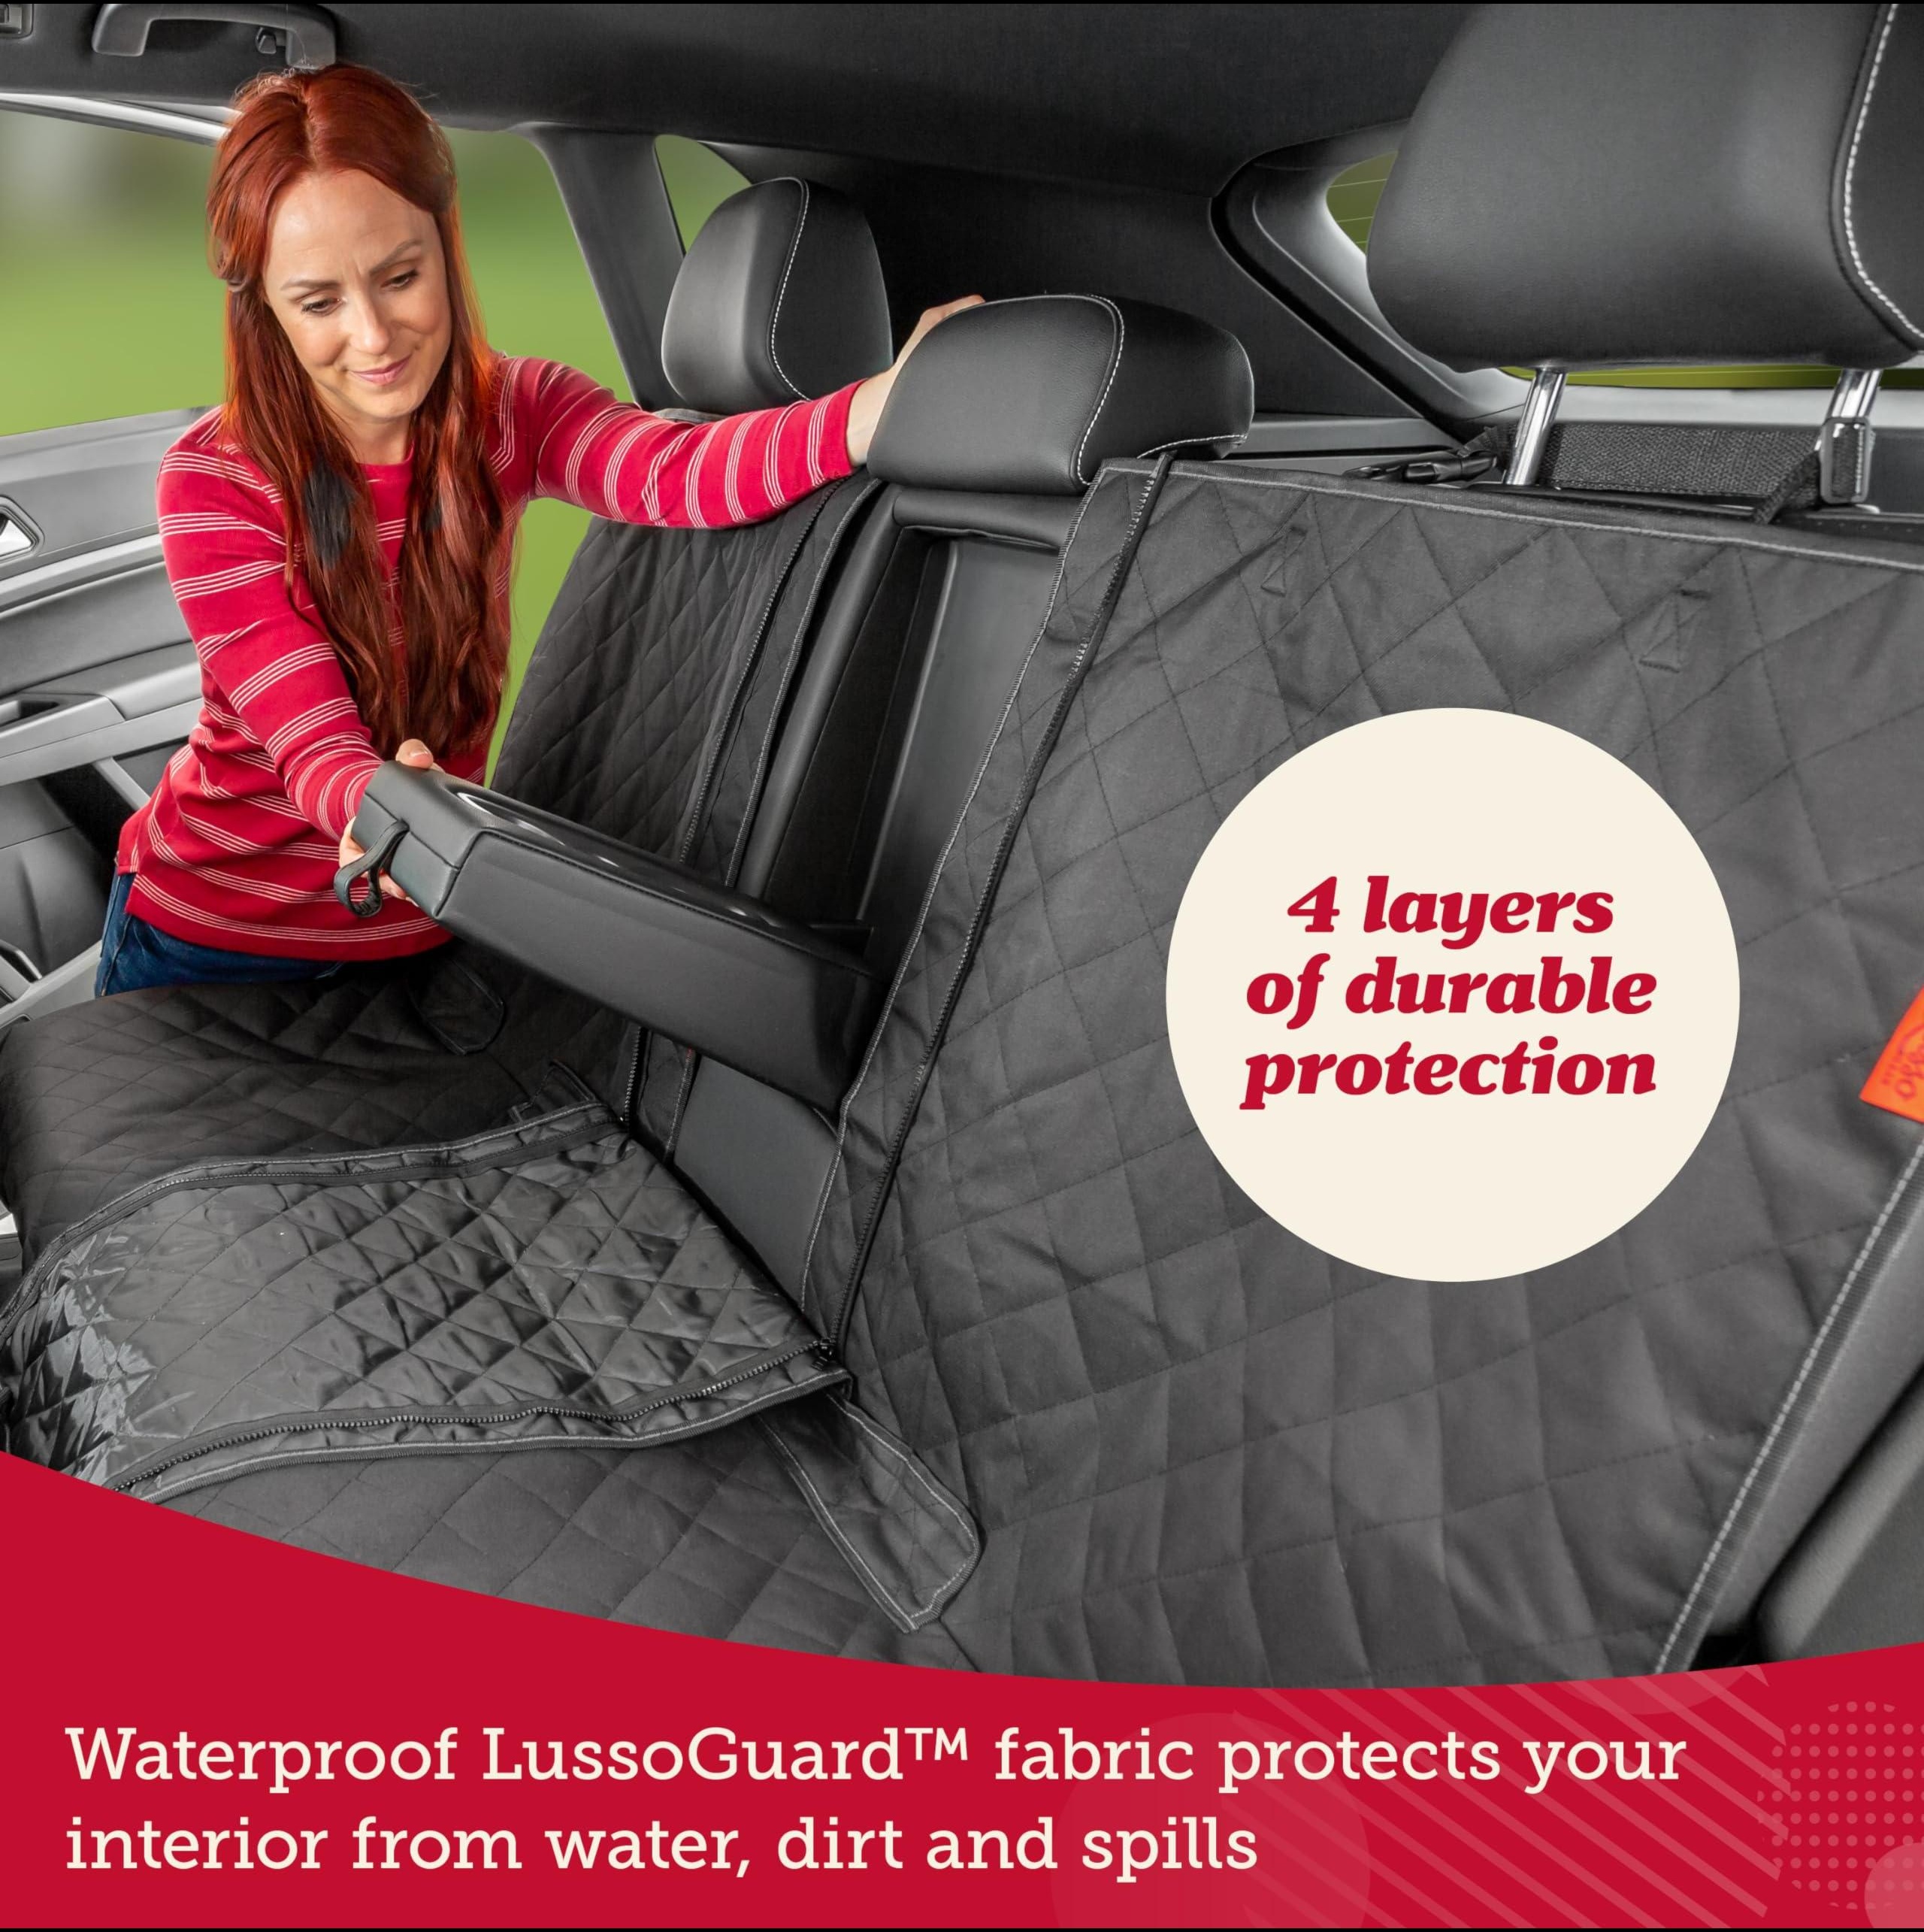 4 layers
of durable
protection
Waterproof LussoGuard™ fabric protects your
interior from water, dirt and spills